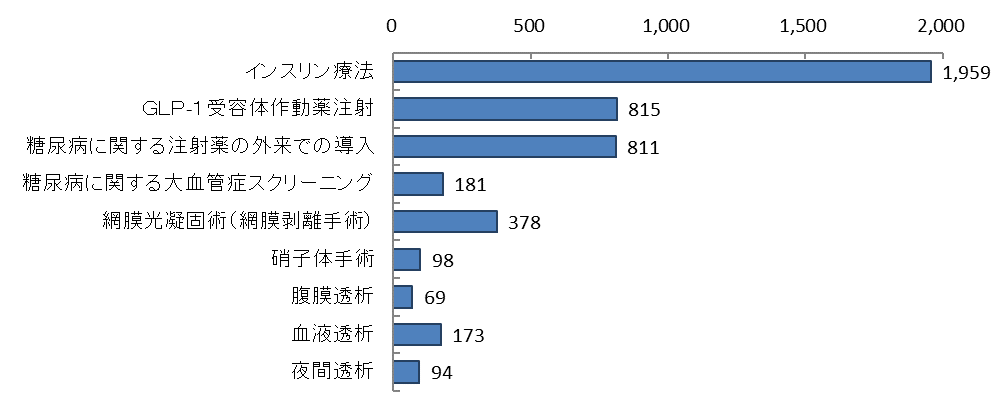 0 500 1,000 1,500 2,000
インスリン療法 1,959
GLP-1受容体作動薬注射 815
糖尿病に関する注射薬の外来での導入 811
糖尿病に関する大血管症スクリーニング 181
網膜光凝固術（網膜剥離手術） 378
硝子体手術 98
腹膜透析 69
血液透析 173
夜間透析 94